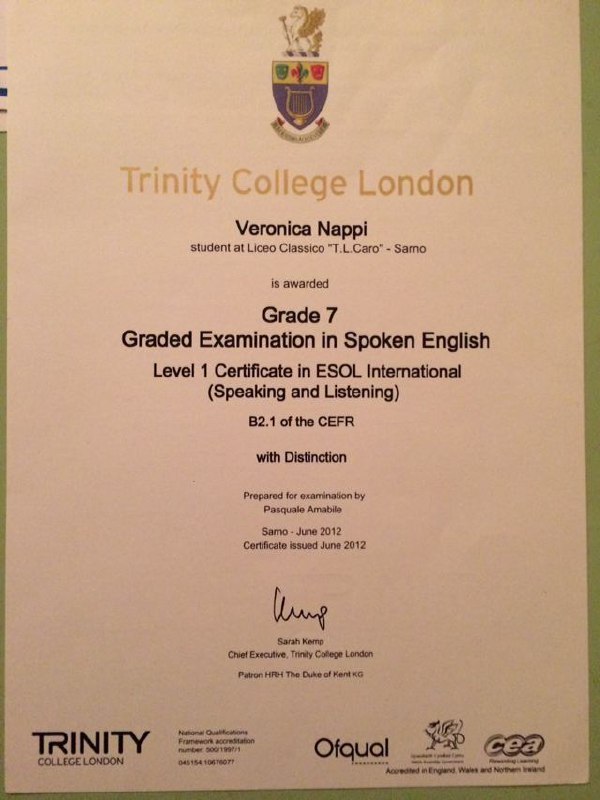 Trinity College London
Veronica Nappi
student at Liceo Classico "T.L.Caro" - Sarno
is awarded
Grade 7
Graded Examination in Spoken English
Level 1 Certificate in ESOL International
(Speaking and Listening)
B2.1 of the CEFR
with Distinction
Prepared for examination by
Pasquale Amabile
Sarno - June 2012
Certificate issued June 2012
Sarah Kemp
Chief Executive, Trinity College London
Patron HRH The Duke of Kent KG
TRINITY
COLLEGE LONDON
National Qualifications
Framework accreditation
number: 500/1997/1
Ofqual
cea
Rewarding Learning
Accredited in England, Wales and Northern Ireland